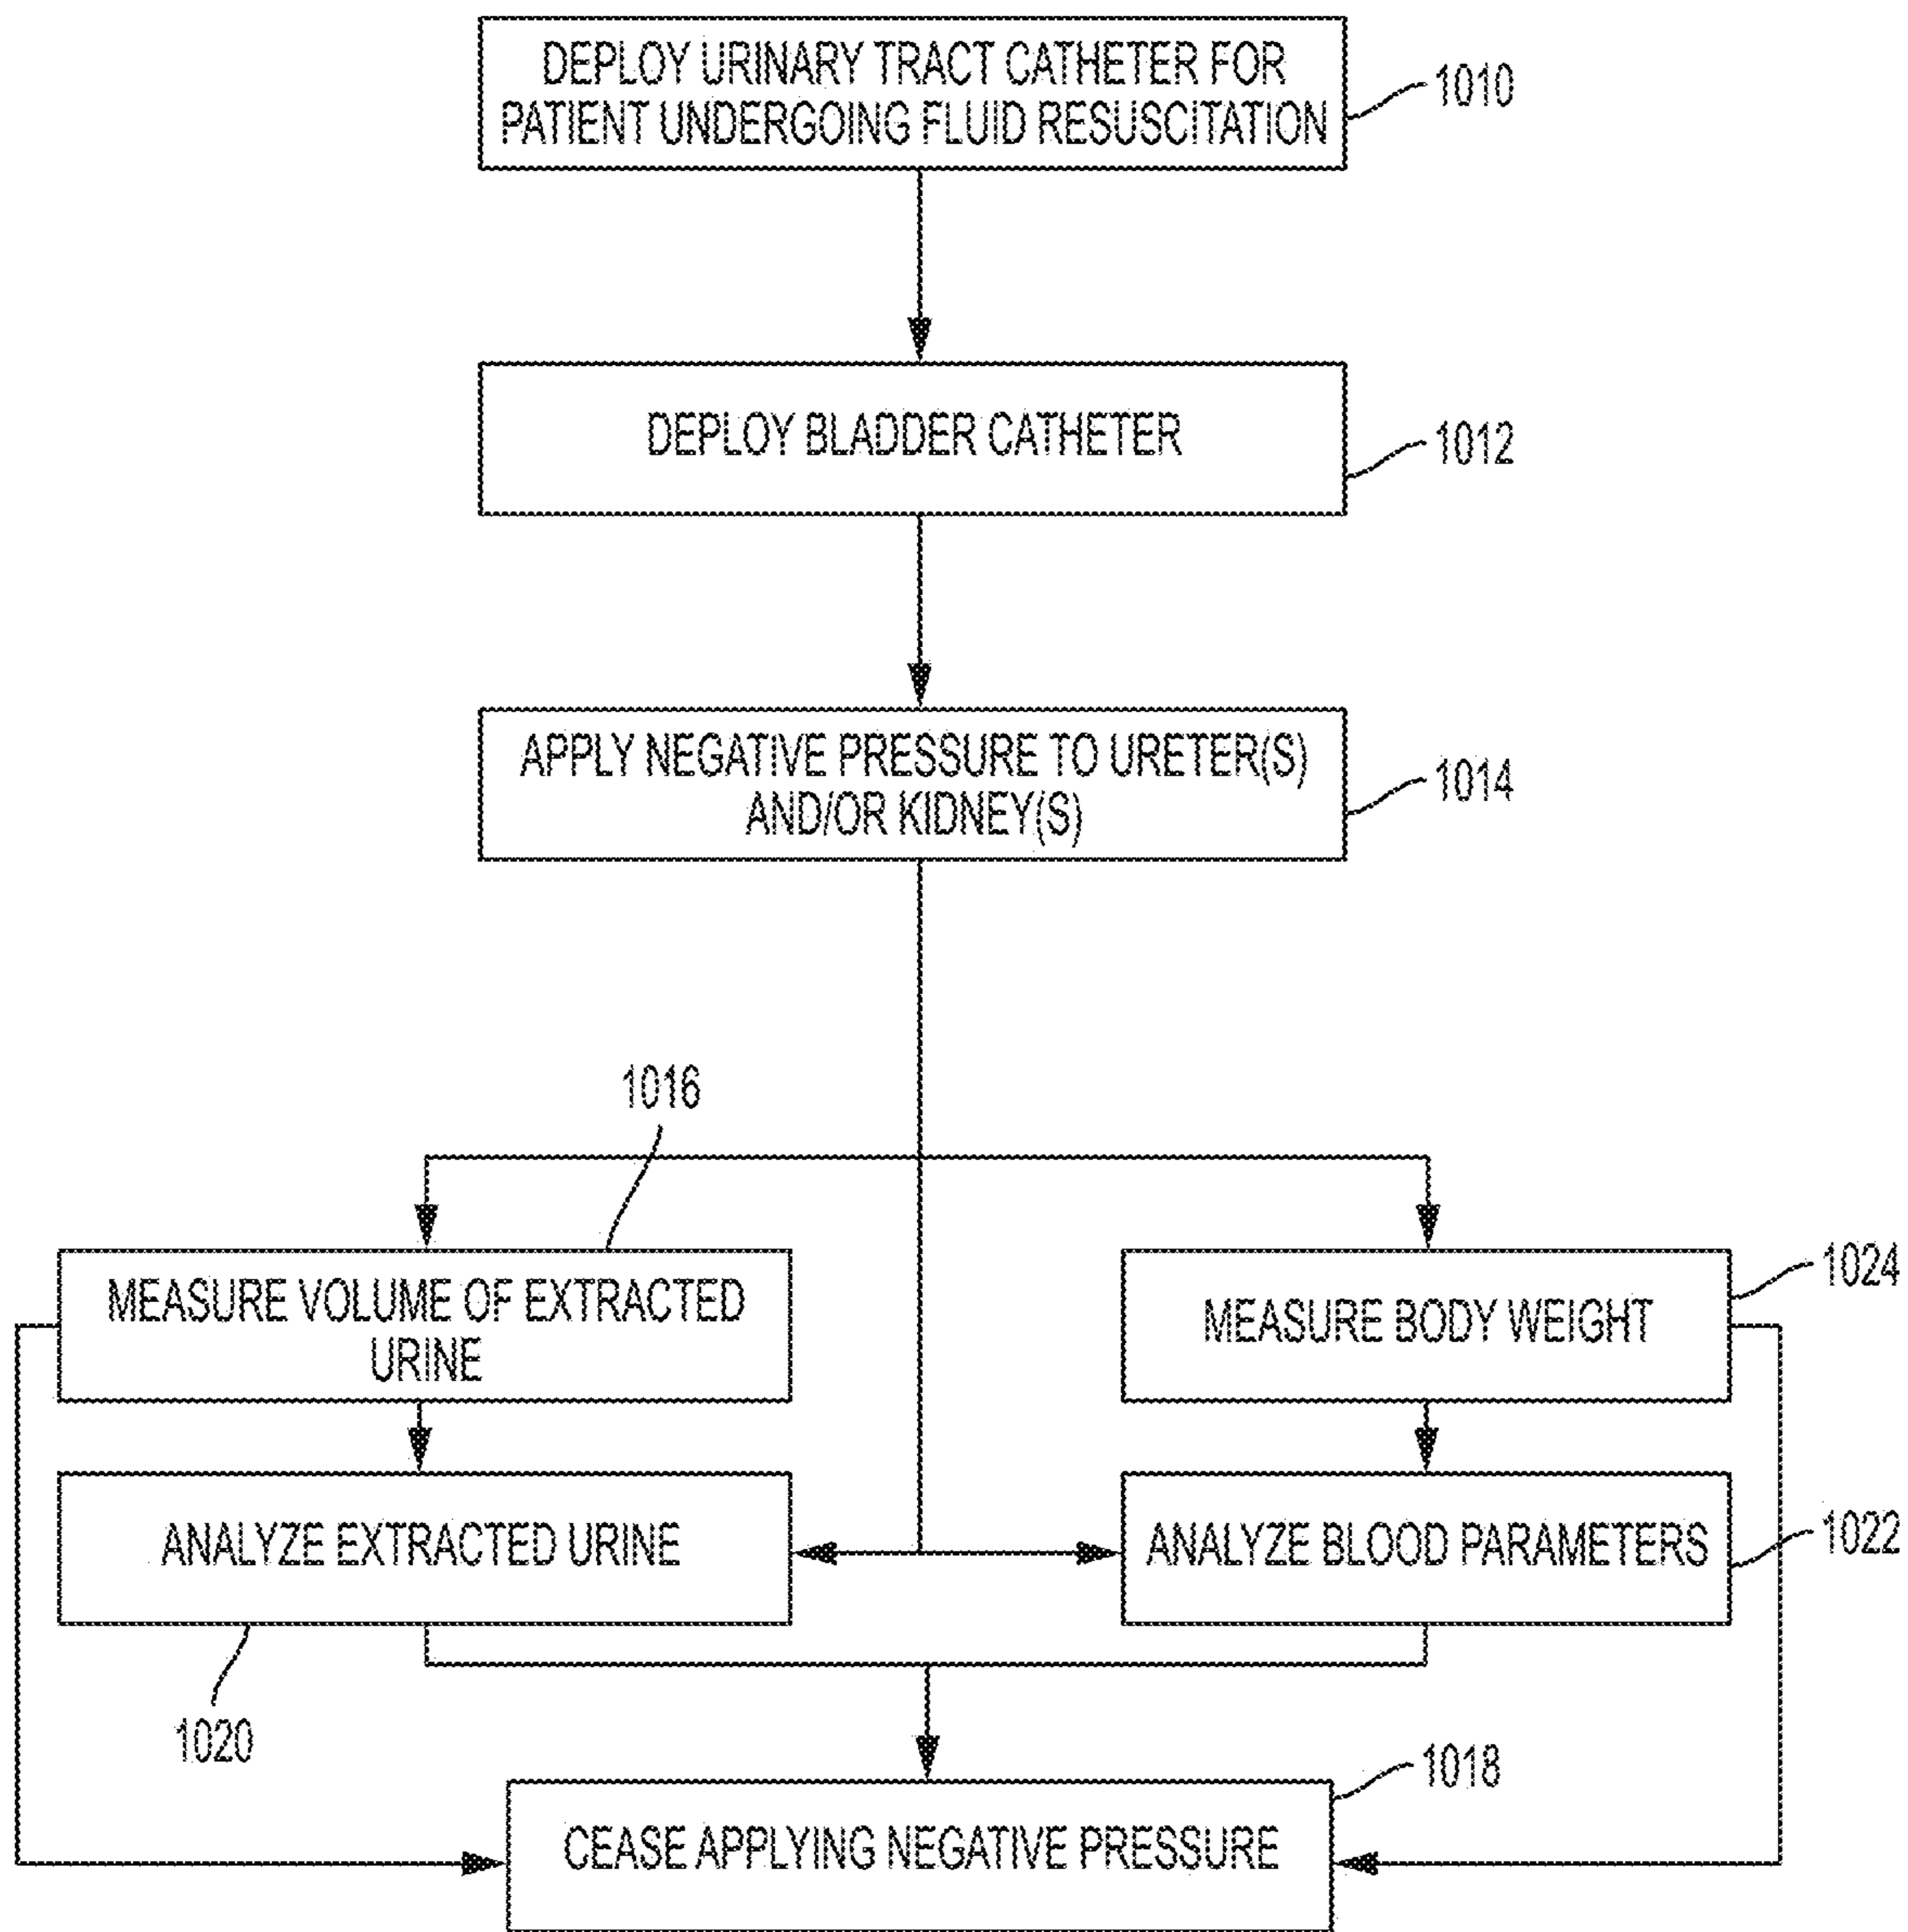 DEPLOY URINARY TRACT CATHETER FOR
PATIENT UNDERGOING FLUID RESUSCITATION
1010
DEPLOY BLADDER CATHETER
1012
APPLY NEGATIVE PRESSURE TO URETER(S)
AND/OR KIDNEY(S)
1014
1016
MEASURE VOLUME OF EXTRACTED
URINE
MEASURE BODY WEIGHT
1024
ANALYZE EXTRACTED URINE
ANALYZE BLOOD PARAMETERS
1022
1020
1018
CEASE APPLYING NEGATIVE PRESSURE